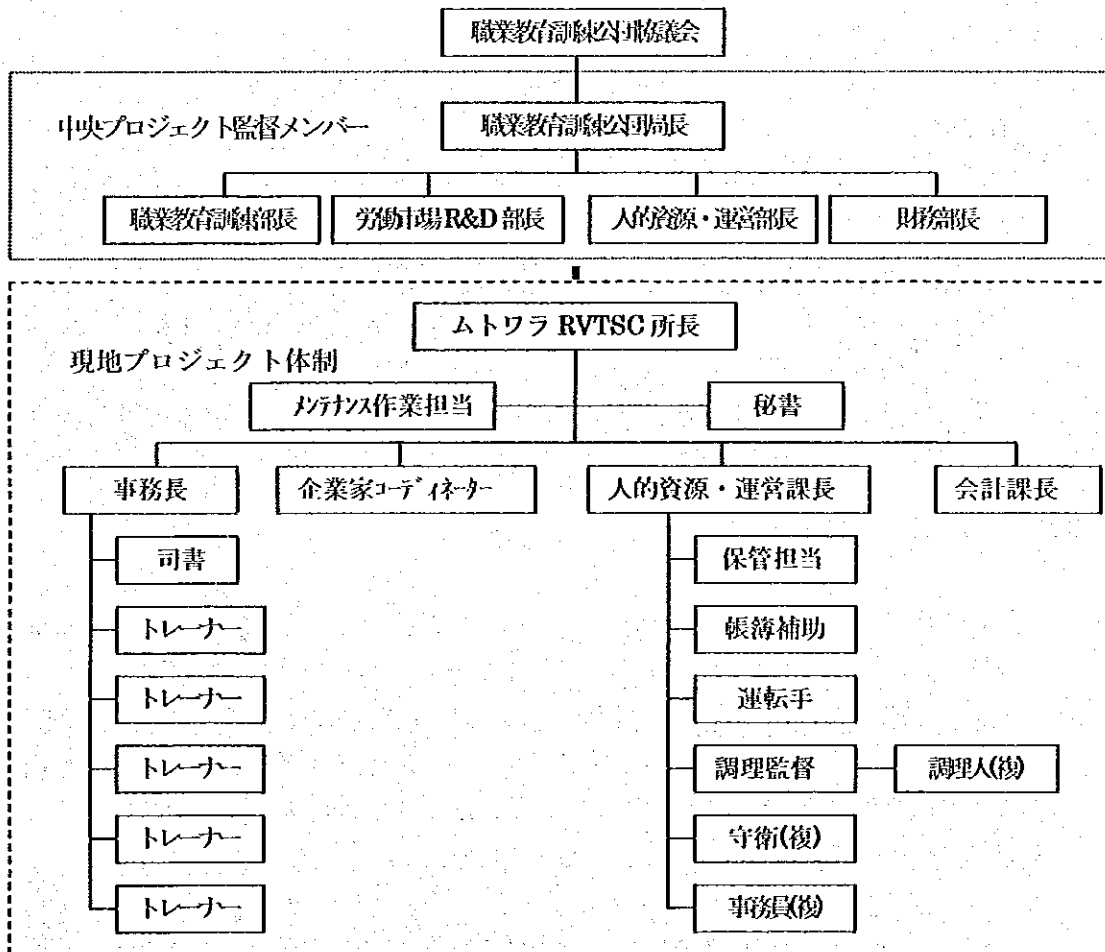 職業教育訓練公団協議会
中央プロジェクト監督メンバー
職業教育訓練公団局長
職業教育訓練部長
労働市場R&D部長
人的資源・運営部長
財務部長
ムトワラ RVTSC 所長
現地プロジェクト体制
メンテナンス作業担当
秘書
事務長
企業家コーディネーター
人的資源・運営課長
会計課長
司書
保管担当
トレーナー
帳簿補助
トレーナー
運転手
トレーナー
調理監督
調理人(複)
トレーナー
守衛(複)
トレーナー
事務員(複)